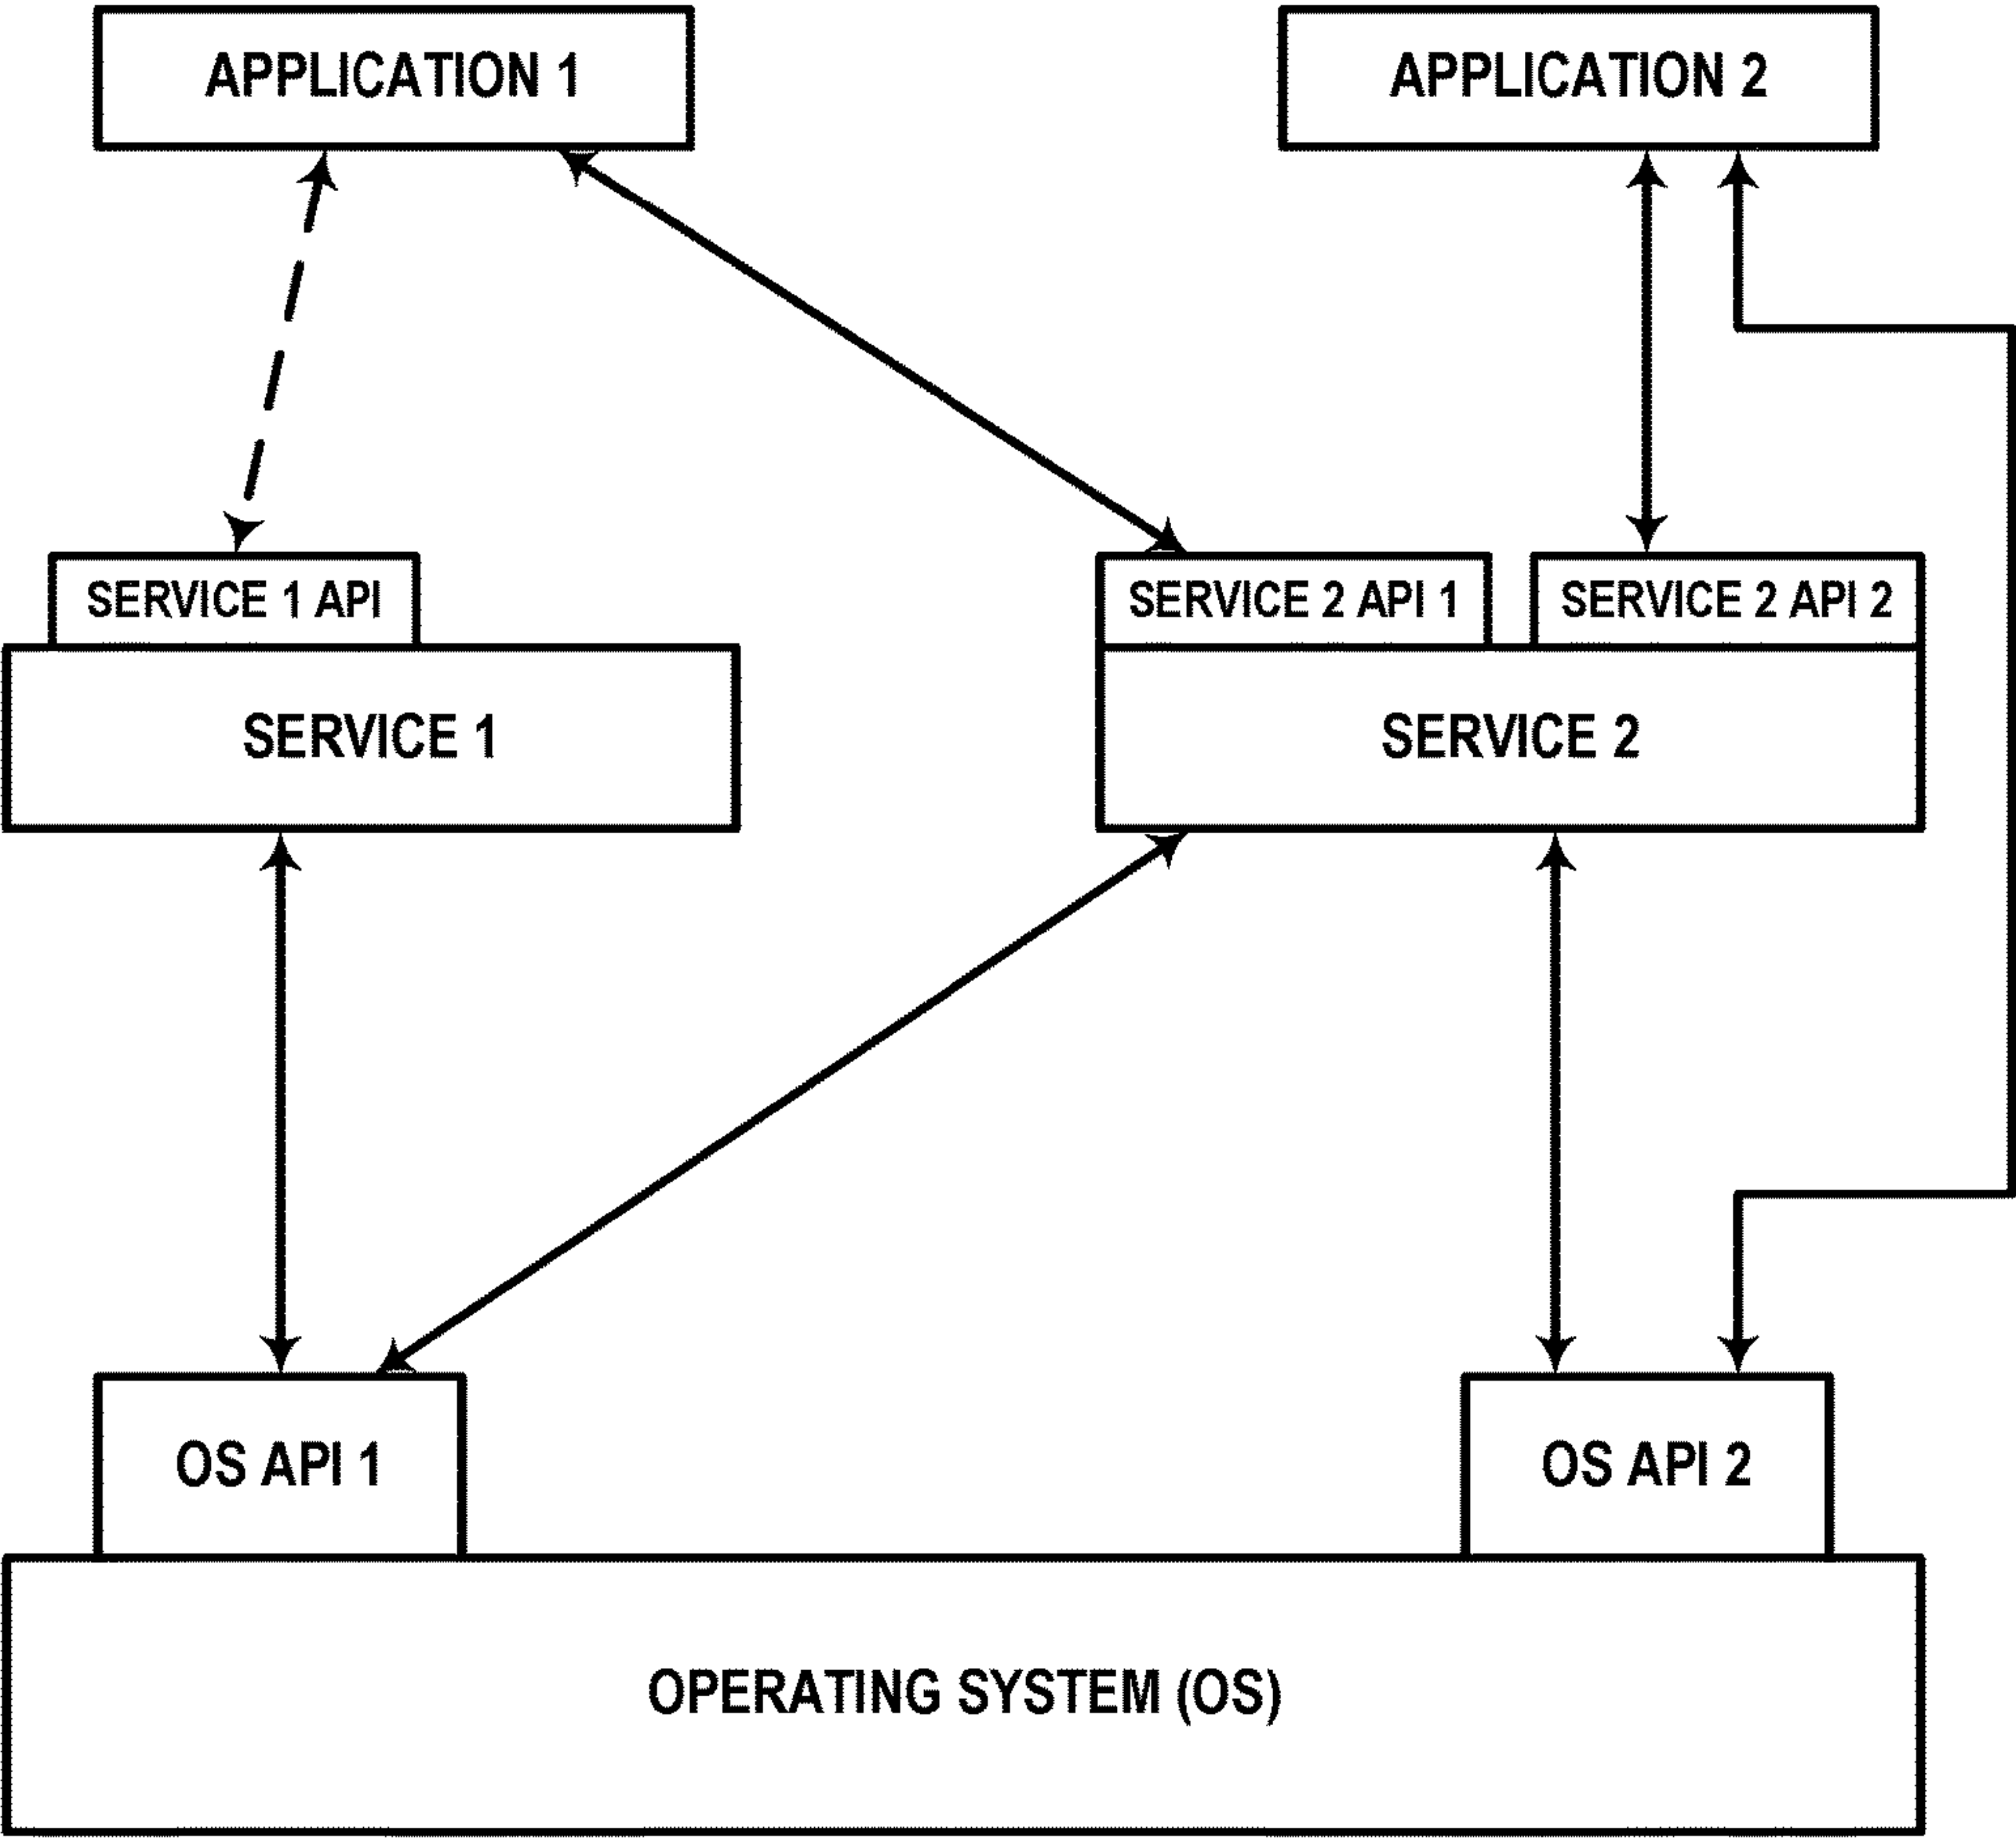 APPLICATION 1
APPLICATION 2
SERVICE 1 API
SERVICE 2 API 1
SERVICE 2 API 2
SERVICE 1
SERVICE 2
OS API 1
OS API 2
OPERATING SYSTEM (OS)